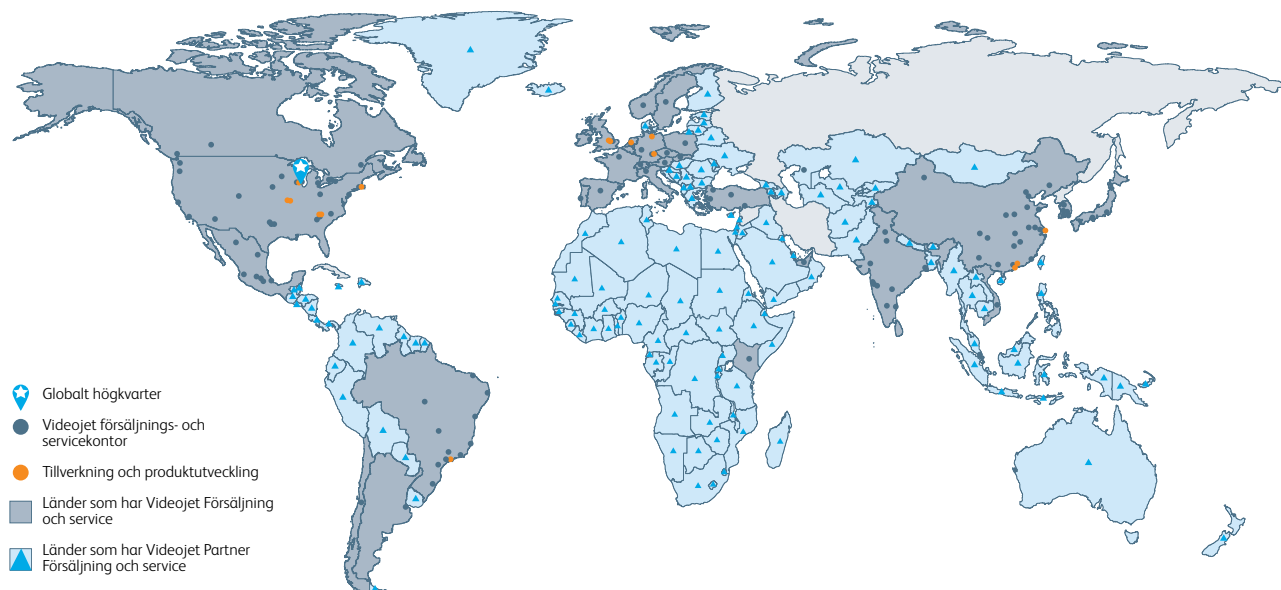 Globalt högkvarter
Videojet försäljnings- och
servicekontor
Tillverkning och produktutveckling
Länder som har Videojet Försäljning
och service
Länder som har Videojet Partner
Försäljning och service